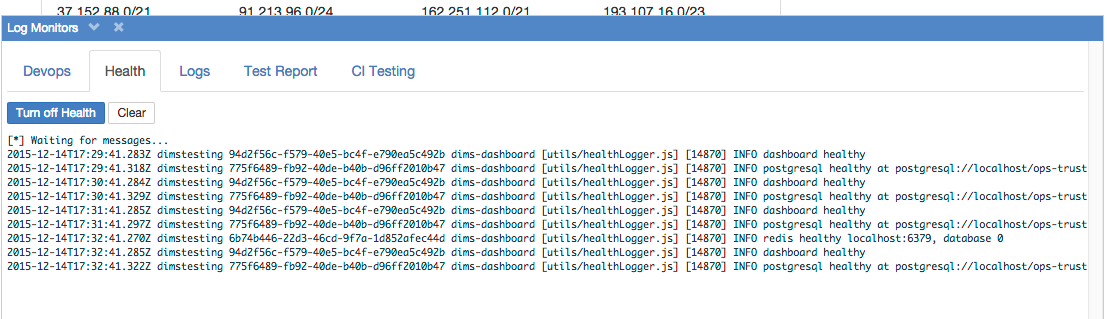 37.152.88.0/21 91.213.96.0/24 162.251.112.0/21 193.107.16.0/23
Log Monitors
Devops Health Logs Test Report CI Testing
Turn off Health Clear
[*] Waiting for messages...
2015-12-14T17:29:41.283Z dimstesting 94d2f56c-f579-40e5-bc4f-e790ea5c492b dims-dashboard [utils/healthLogger.js] [14870] INFO dashboard healthy
2015-12-14T17:29:41.318Z dimstesting 775f6489-fb92-40de-b40b-d96ff2010b47 dims-dashboard [utils/healthLogger.js] [14870] INFO postgresql healthy at postgresql://localhost/ops-trust
2015-12-14T17:30:41.284Z dimstesting 94d2f56c-f579-40e5-bc4f-e790ea5c492b dims-dashboard [utils/healthLogger.js] [14870] INFO dashboard healthy
2015-12-14T17:30:41.329Z dimstesting 775f6489-fb92-40de-b40b-d96ff2010b47 dims-dashboard [utils/healthLogger.js] [14870] INFO postgresql healthy at postgresql://localhost/ops-trust
2015-12-14T17:31:41.285Z dimstesting 94d2f56c-f579-40e5-bc4f-e790ea5c492b dims-dashboard [utils/healthLogger.js] [14870] INFO dashboard healthy
2015-12-14T17:31:41.297Z dimstesting 775f6489-fb92-40de-b40b-d96ff2010b47 dims-dashboard [utils/healthLogger.js] [14870] INFO postgresql healthy at postgresql://localhost/ops-trust
2015-12-14T17:32:41.270Z dimstesting 6b74b446-22d3-46cd-9f7a-1d852afec44d dims-dashboard [utils/healthLogger.js] [14870] INFO redis healthy localhost:6379, database 0
2015-12-14T17:32:41.285Z dimstesting 94d2f56c-f579-40e5-bc4f-e790ea5c492b dims-dashboard [utils/healthLogger.js] [14870] INFO dashboard healthy
2015-12-14T17:32:41.322Z dimstesting 775f6489-fb92-40de-b40b-d96ff2010b47 dims-dashboard [utils/healthLogger.js] [14870] INFO postgresql healthy at postgresql://localhost/ops-trust